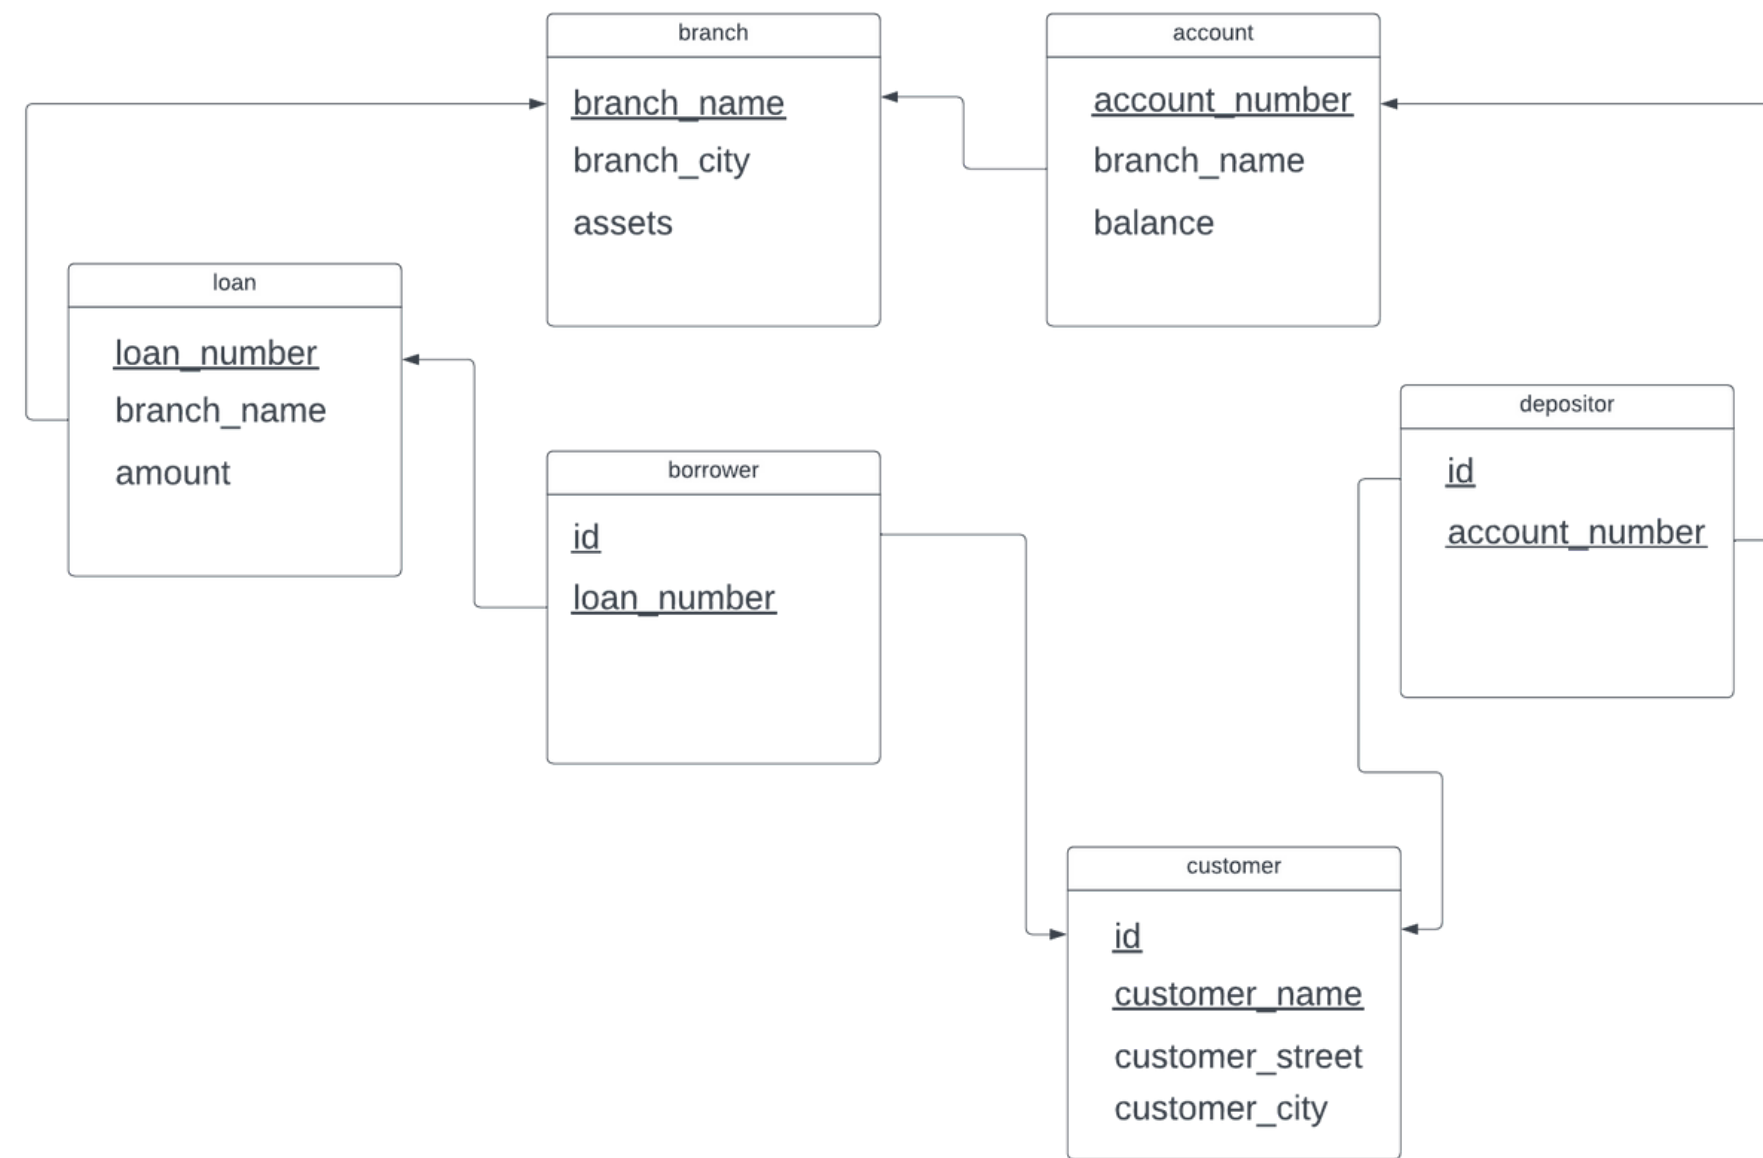 branch
branch_name
branch_city
assets
account
account_number
branch_name
balance
loan
loan_number
branch_name
amount
borrower
id
loan_number
depositor
id
account_number
customer
id
customer_name
customer_street
customer_city